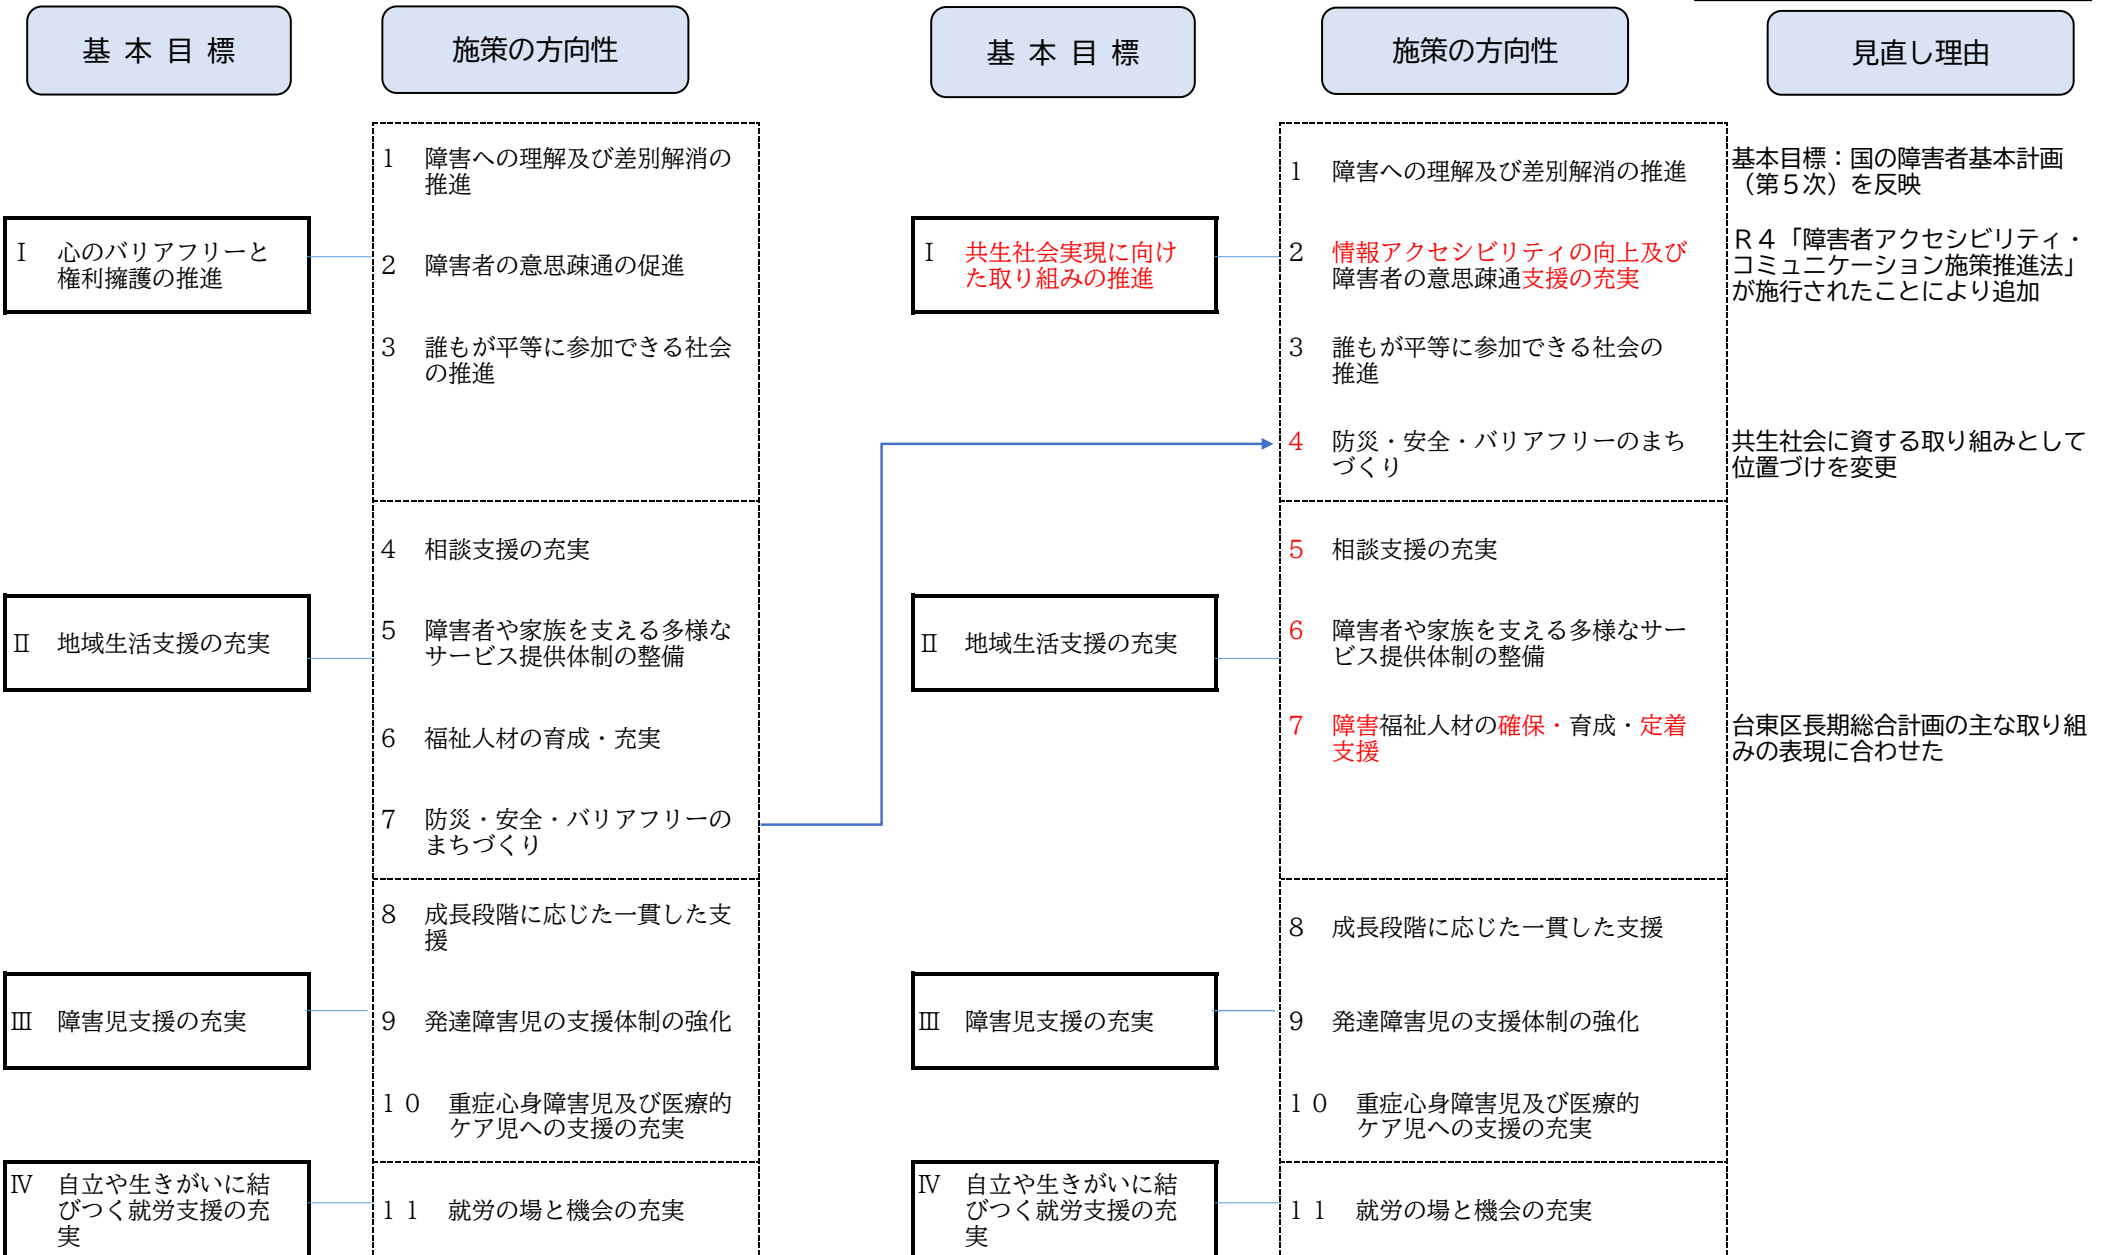 基本目標
施策の方向性
Ⅰ 心のバリアフリーと
権利擁護の推進
1 障害への理解及び差別解消の
推進
2 障害者の意思疎通の促進
3 誰もが平等に参加できる社会
の推進
Ⅱ 地域生活支援の充実
4 相談支援の充実
5 障害者や家族を支える多様な
サービス提供体制の整備
6 福祉人材の育成・充実
7 防災・安全・バリアフリーの
まちづくり
Ⅲ 障害児支援の充実
8 成長段階に応じた一貫した支
援
9 発達障害児の支援体制の強化
10 重症心身障害児及び医療的
ケア児への支援の充実
Ⅳ 自立や生きがいに結
びつく就労支援の充
実
11 就労の場と機会の充実
基本目標
施策の方向性
見直し理由
Ⅰ 共生社会実現に向け
た取り組みの推進
1 障害への理解及び差別解消の推進
基本目標：国の障害者基本計画
（第５次）を反映
2 情報アクセシビリティの向上及び
障害者の意思疎通支援の充実
Ｒ４「障害者アクセシビリティ・
コミュニケーション施策推進法」
が施行されたことにより追加
3 誰もが平等に参加できる社会の
推進
4 防災・安全・バリアフリーのまち
づくり
共生社会に資する取り組みとして
位置づけを変更
Ⅱ 地域生活支援の充実
5 相談支援の充実
6 障害者や家族を支える多様なサー
ビス提供体制の整備
7 障害福祉人材の確保・育成・定着
支援
台東区長期総合計画の主な取り組
みの表現に合わせた
Ⅲ 障害児支援の充実
8 成長段階に応じた一貫した支援
9 発達障害児の支援体制の強化
10 重症心身障害児及び医療的
ケア児への支援の充実
Ⅳ 自立や生きがいに結
びつく就労支援の充
実
11 就労の場と機会の充実